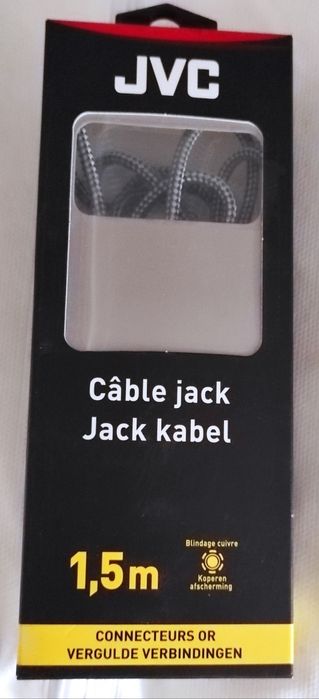 JVC
Câble jack
Jack kabel
1,5m
Blindage cuivre
Koperen
afscherming
CONNECTEURS OR
VERGULDE VERBINDINGEN